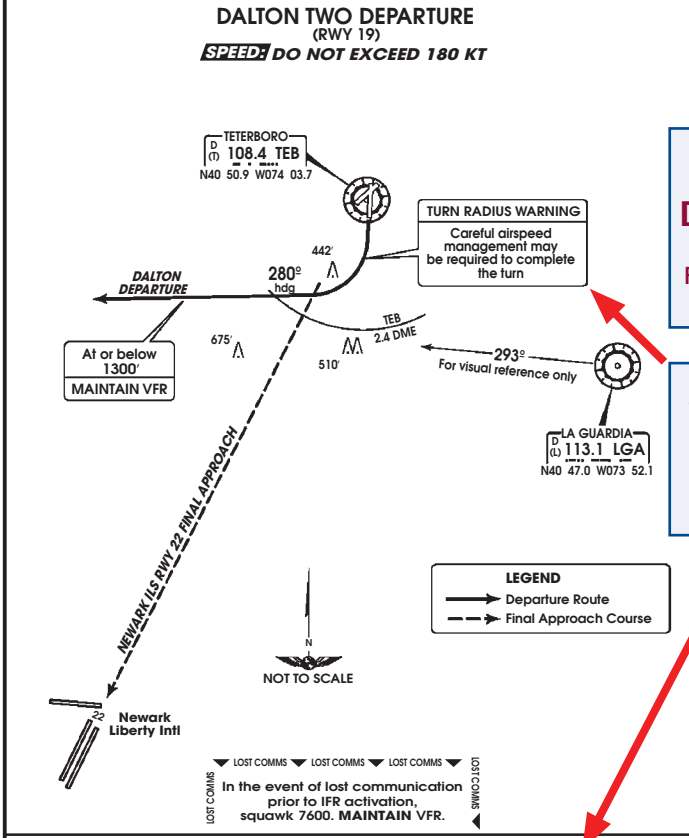 DALTON TWO DEPARTURE
(RWY 19)
SPEED: DO NOT EXCEED 180 KT
TETERBORO
D
(T) 108.4 TEB
N40 50.9 W074 03.7
TURN RADIUS WARNING
Careful airspeed
management may
be required to complete
the turn
442'
280º
hdg
DALTON
DEPARTURE
TEB
2.4 DME
At or below
1300'
MAINTAIN VFR
675'
510'
293º
For visual reference only
LA GUARDIA
D
(L) 113.1 LGA
N40 47.0 W073 52.1
NEWARK ILS RWY 22 FINAL APPROACH
LEGEND
Departure Route
Final Approach Course
N
NOT TO SCALE
22
Newark
Liberty Intl
LOST COMMS LOST COMMS LOST COMMS
LOST COMMS
LOST COMMS
In the event of lost communication
prior to IFR activation,
squawk 7600. MAINTAIN VFR.